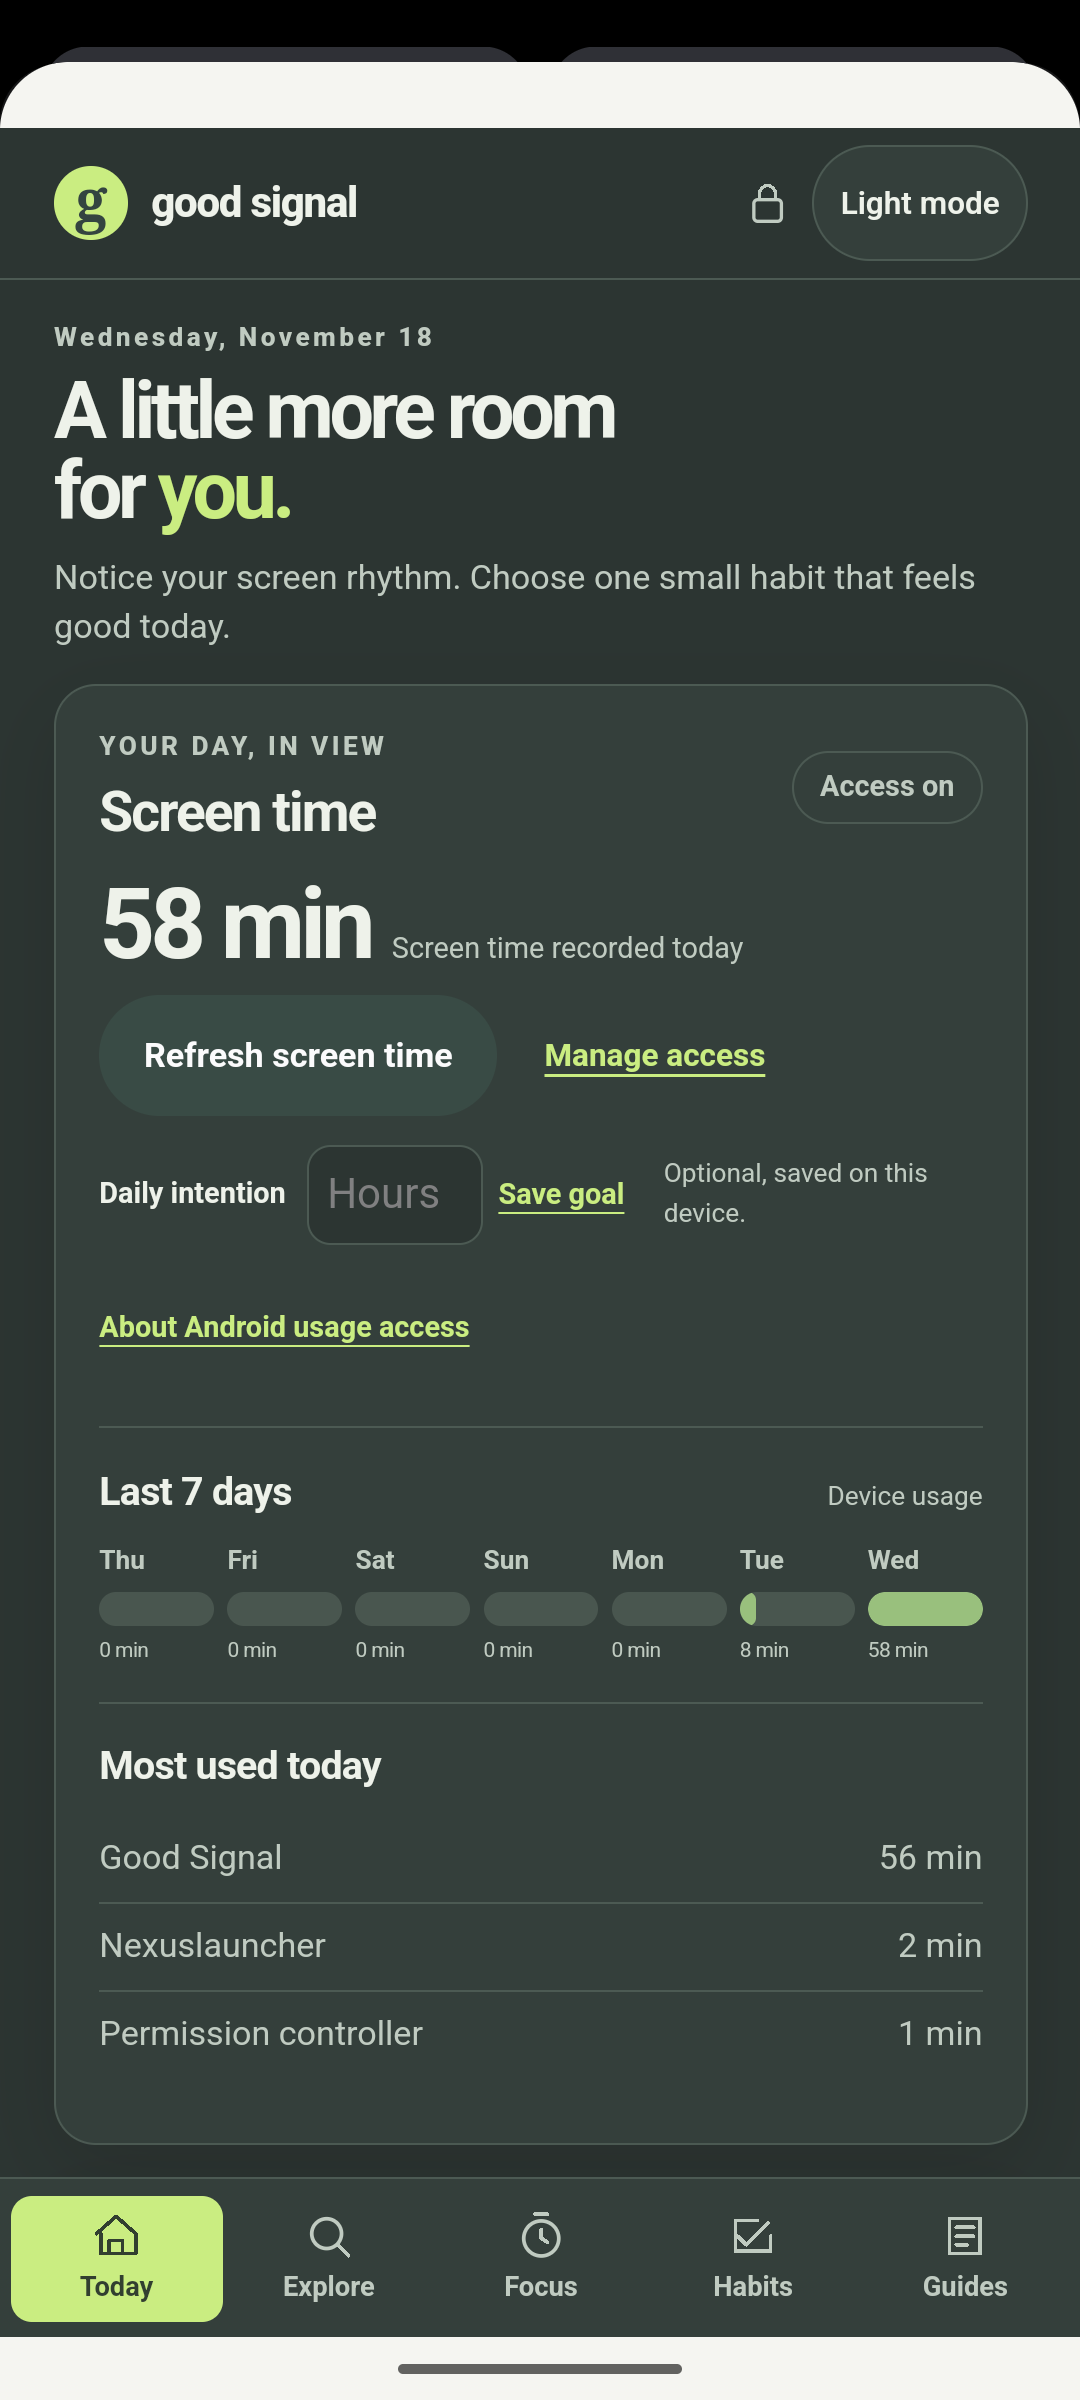 g good signal
Light mode
Wednesday, November 18
A little more room
for you.
Notice your screen rhythm. Choose one small habit that feels
good today.
YOUR DAY, IN VIEW
Screen time
Access on
58 min Screen time recorded today
Refresh screen time
Manage access
Daily intention
Hours
Save goal
Optional, saved on this
device.
About Android usage access
Last 7 days
Device usage
Thu Fri Sat Sun Mon Tue Wed
0 min 0 min 0 min 0 min 0 min 8 min 58 min
Most used today
Good Signal 56 min
Nexuslauncher 2 min
Permission controller 1 min
Today Explore Focus Habits Guides